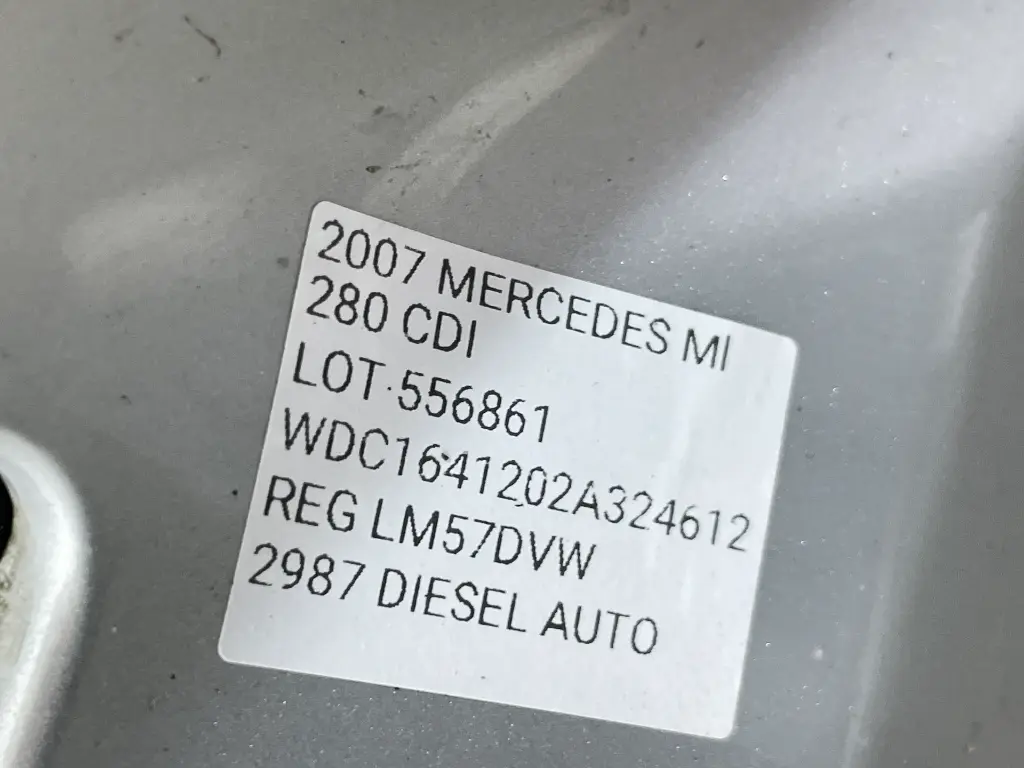 2007 MERCEDES MI
280 CDI
LOT 556861
WDC1641202A324612
REG LM57DVW
2987 DIESEL AUTO